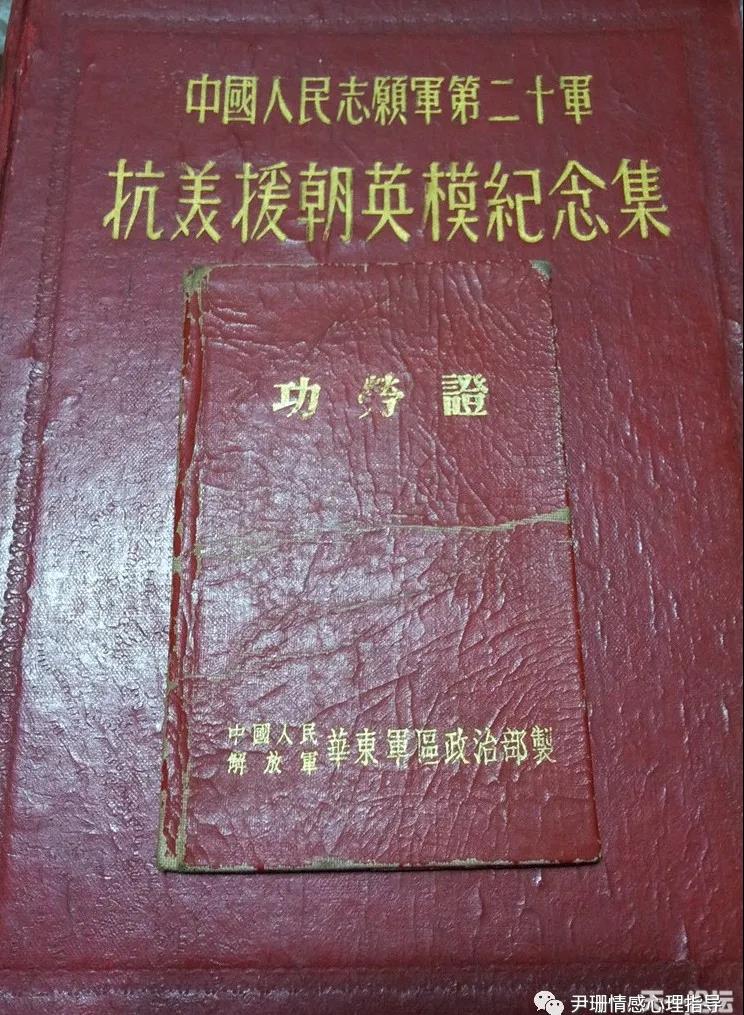 中國人民志願軍第二十軍
抗美援朝英模紀念集
功勞證
中國人民
解放軍
華東軍區政治部製
尹珊情感心理指导